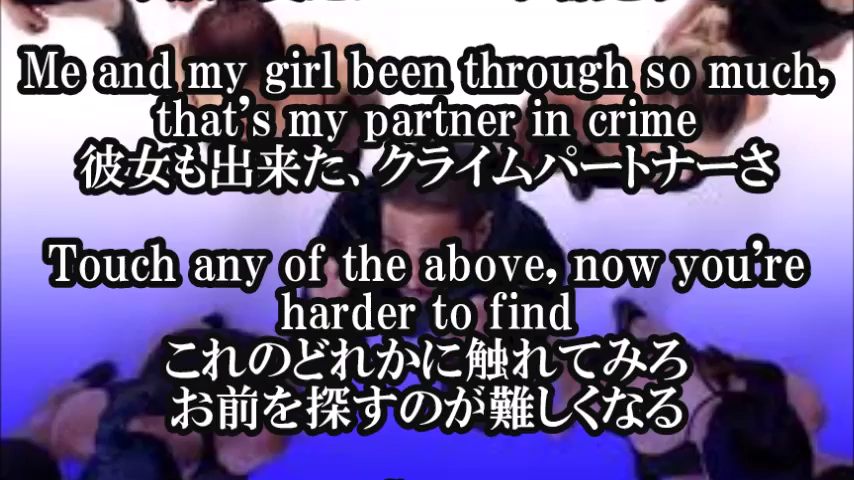 Me and my girl been through so much,
that's my partner in crime
彼女も出来た、クライムパートナーさ
Touch any of the above, now you're
harder to find
これのどれかに触れてみろ
お前を探すのが難しくなる